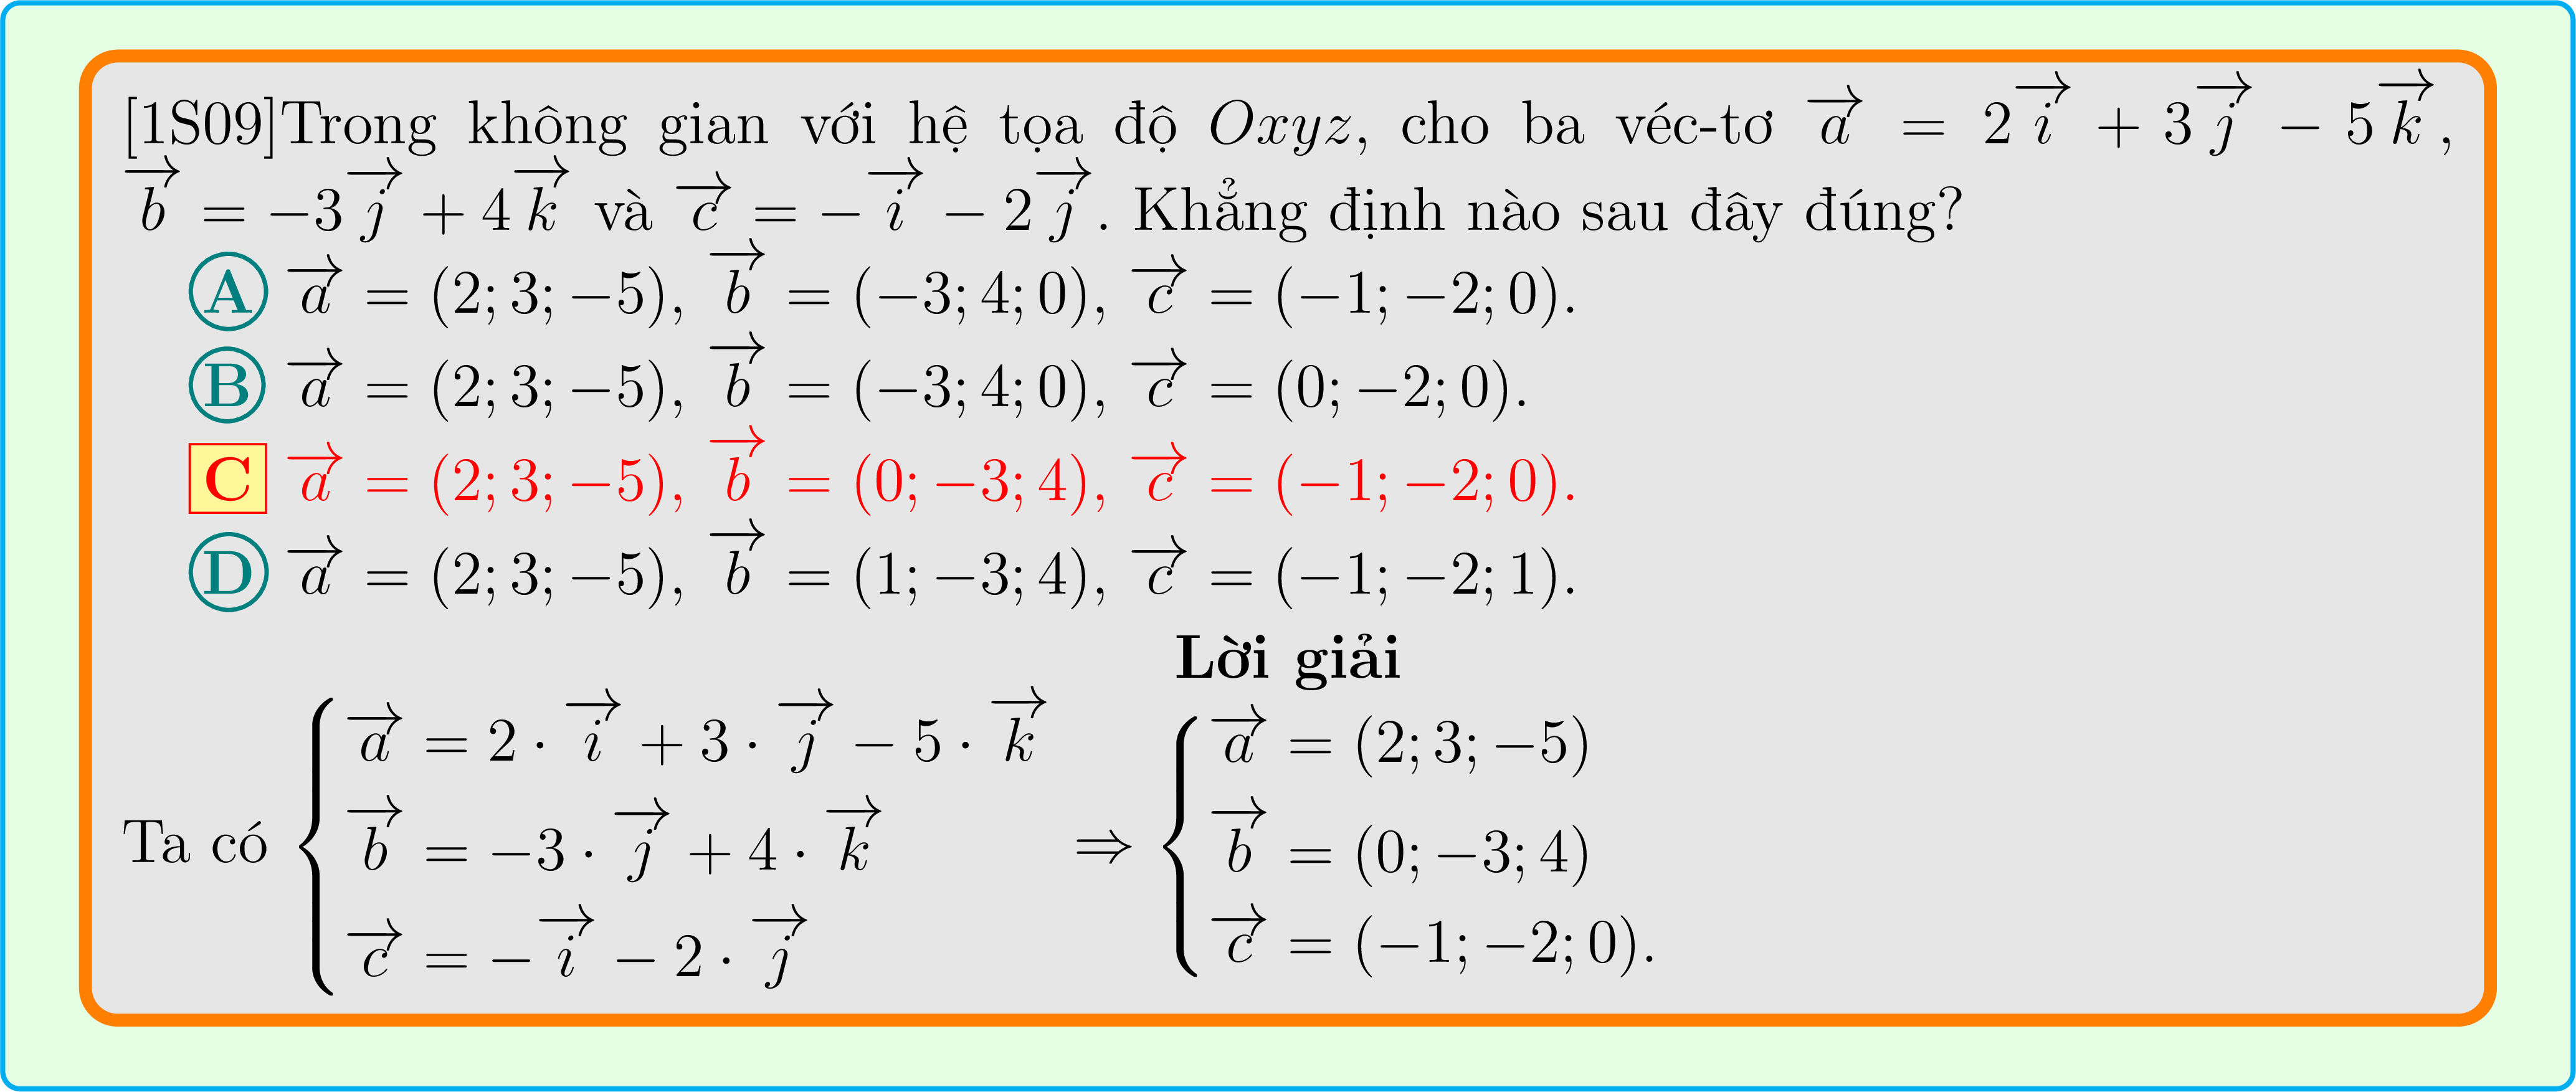 [1S09]Trong không gian với hệ tọa độ $Oxyz$, cho ba véc-tơ $\overrightarrow{a} = 2\overrightarrow{i} + 3\overrightarrow{j} - 5\overrightarrow{k}$,
$\overrightarrow{b} = -3\overrightarrow{j} + 4\overrightarrow{k}$ và $\overrightarrow{c} = -\overrightarrow{i} - 2\overrightarrow{j}$. Khẳng định nào sau đây đúng?
A $\overrightarrow{a} = (2; 3; -5)$, $\overrightarrow{b} = (-3; 4; 0)$, $\overrightarrow{c} = (-1; -2; 0)$.
B $\overrightarrow{a} = (2; 3; -5)$, $\overrightarrow{b} = (-3; 4; 0)$, $\overrightarrow{c} = (0; -2; 0)$.
C $\overrightarrow{a} = (2; 3; -5)$, $\overrightarrow{b} = (0; -3; 4)$, $\overrightarrow{c} = (-1; -2; 0)$.
D $\overrightarrow{a} = (2; 3; -5)$, $\overrightarrow{b} = (1; -3; 4)$, $\overrightarrow{c} = (-1; -2; 1)$.
Lời giải
Ta có $\begin{cases} \overrightarrow{a} = 2 \cdot \overrightarrow{i} + 3 \cdot \overrightarrow{j} - 5 \cdot \overrightarrow{k} \\ \overrightarrow{b} = -3 \cdot \overrightarrow{j} + 4 \cdot \overrightarrow{k} \\ \overrightarrow{c} = -\overrightarrow{i} - 2 \cdot \overrightarrow{j} \end{cases} \Rightarrow \begin{cases} \overrightarrow{a} = (2; 3; -5) \\ \overrightarrow{b} = (0; -3; 4) \\ \overrightarrow{c} = (-1; -2; 0). \end{cases}$